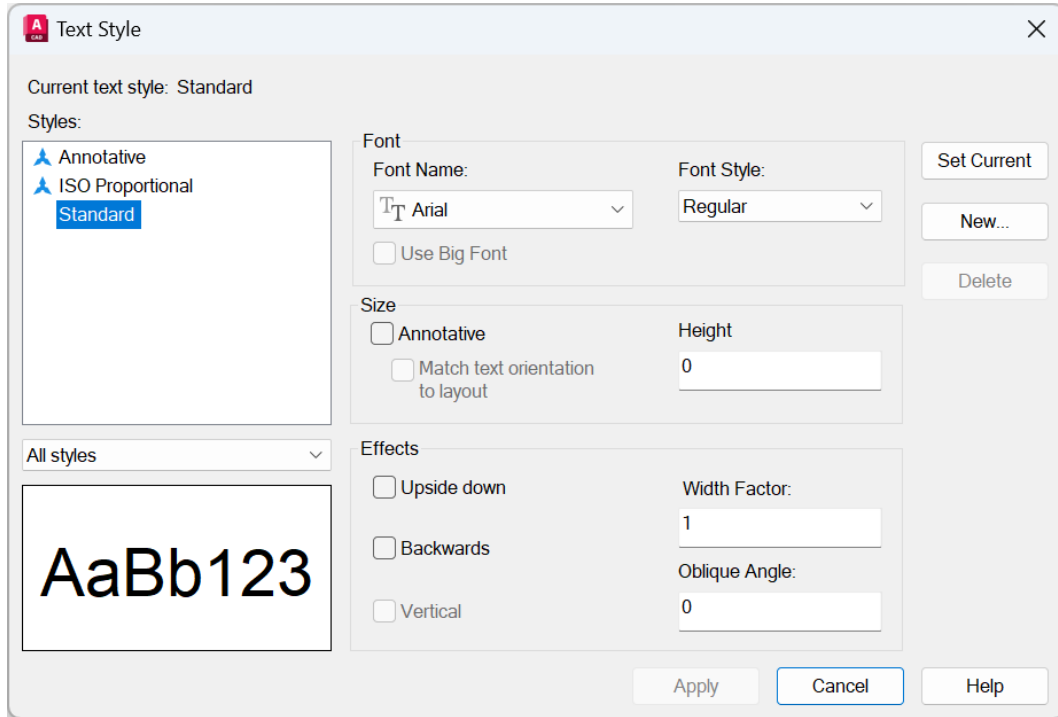 A
CAD
Text Style
Current text style: Standard
Styles:
Annotative
ISO Proportional
Standard
All styles
AaBb123
Font
Font Name:
Font Style:
TT Arial
Regular
Use Big Font
Size
Annotative
Height
Match text orientation
to layout
0
Effects
Upside down
Width Factor:
1
Backwards
Oblique Angle:
0
Vertical
Set Current
New...
Delete
Apply
Cancel
Help